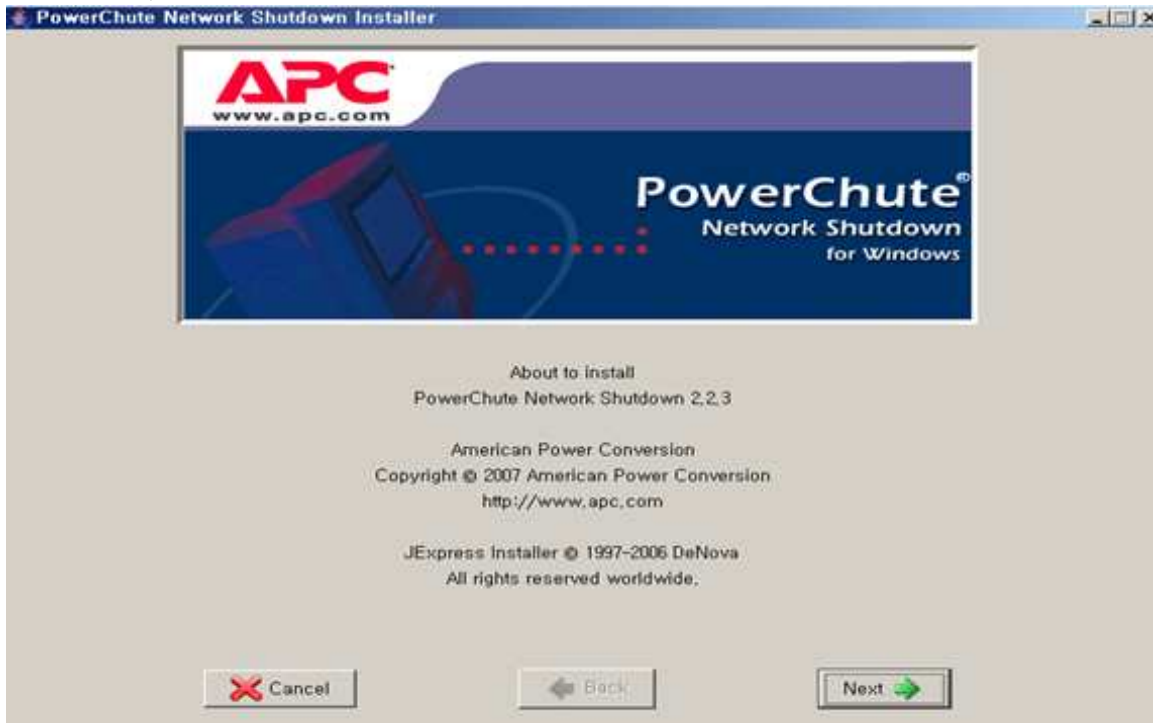 PowerChute Network Shutdown Installer
APC
www.apc.com
PowerChute®
Network Shutdown
for Windows
About to install
PowerChute Network Shutdown 2,2,3
American Power Conversion
Copyright © 2007 American Power Conversion
http://www,apc,com
JExpress Installer © 1997-2006 DeNova
All rights reserved worldwide,
Cancel
Back
Next